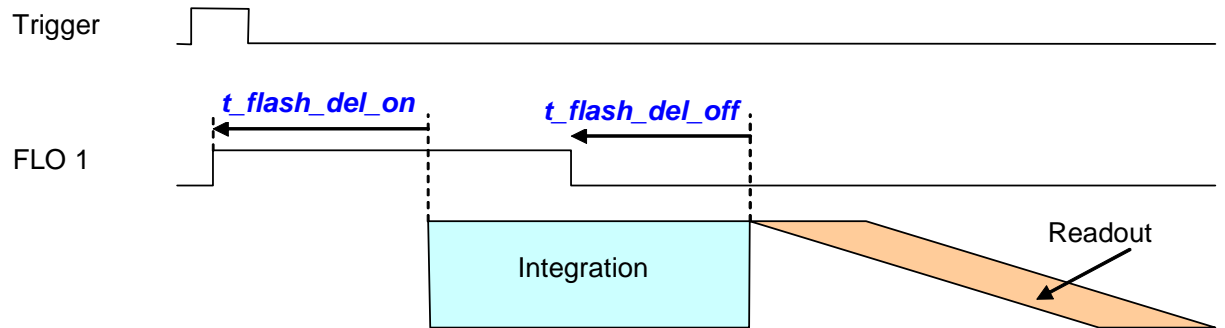 Trigger
t_flash_del_on
t_flash_del_off
FLO 1
Readout
Integration